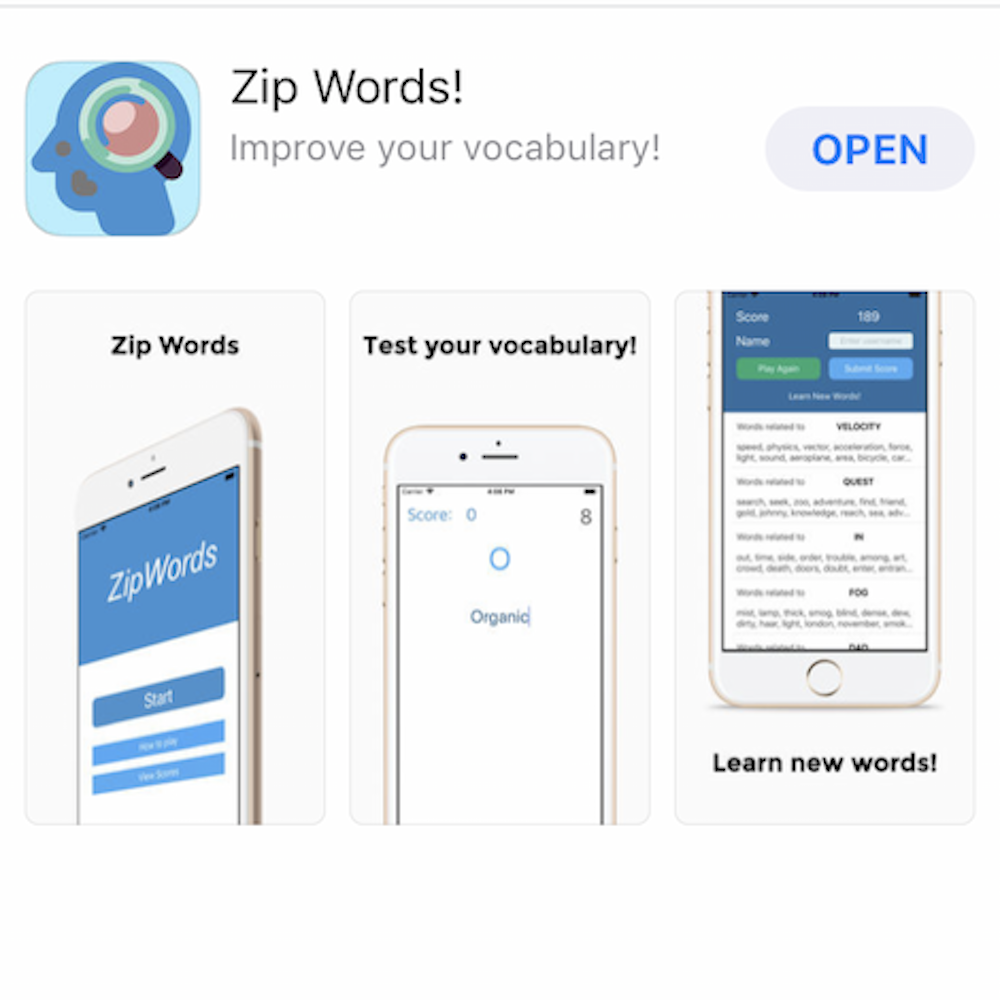 Zip Words!
Improve your vocabulary!
OPEN
Zip Words
ZipWords
Start
How to play
View Scores
Test your vocabulary!
Carrier
4:08 PM
Score: 0
8
O
Organic
Score 189
Name Enter username
Play Again Submit Score
Learn New Words!
Words related to VELOCITY
speed, physics, vector, acceleration, force,
light, sound, aeroplane, area, bicycle, car...
Words related to QUEST
search, seek, zoo, adventure, find, friend,
gold, johnny, knowledge, reach, sea, adv...
Words related to IN
out, time, side, order, trouble, among, art,
crowd, death, doors, doubt, enter, entran...
Words related to FOG
mist, lamp, thick, smog, blind, dense, dew,
dirty, haar, light, london, november, smok...
Words related to DAD
Learn new words!